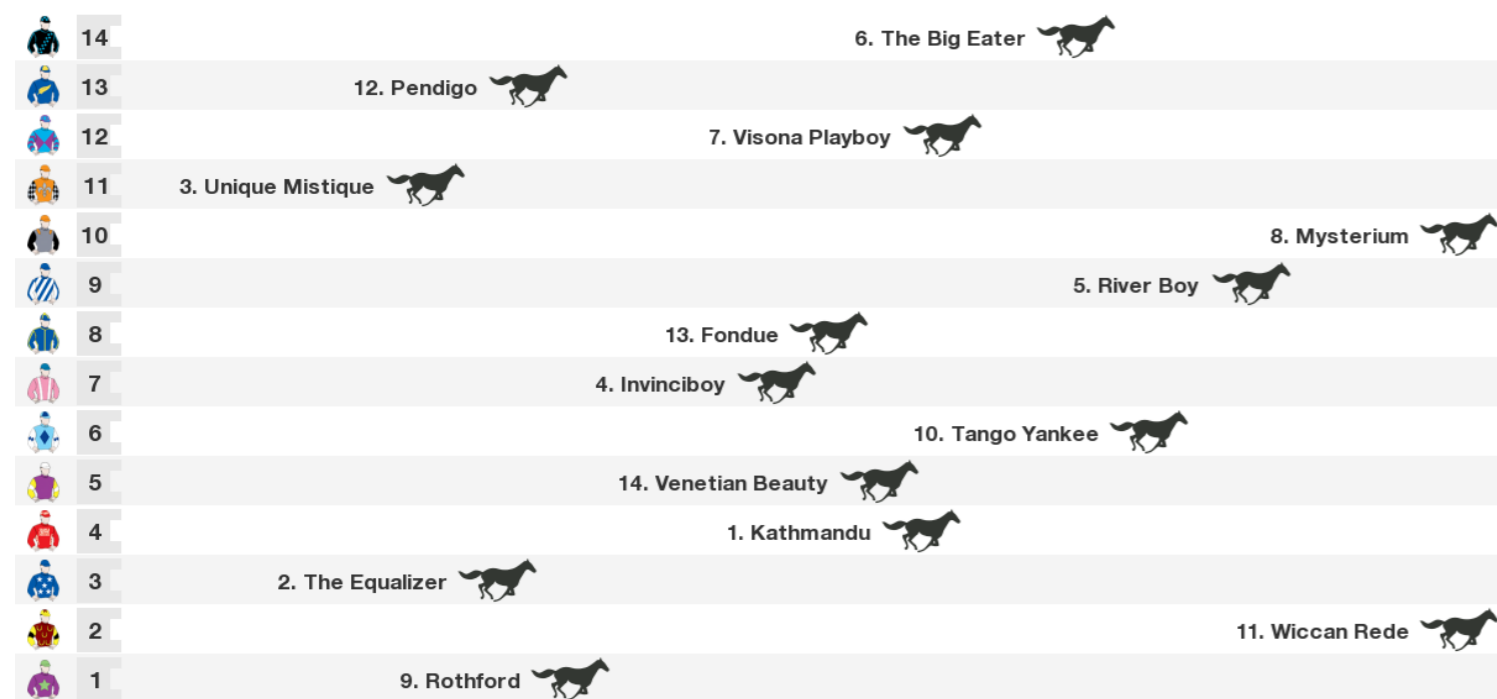 14 6. The Big Eater
13 12. Pendigo
12 7. Visona Playboy
11 3. Unique Mistique
10 8. Mysterium
9 5. River Boy
8 13. Fondue
7 4. Invinciboy
6 10. Tango Yankee
5 14. Venetian Beauty
4 1. Kathmandu
3 2. The Equalizer
2 11. Wiccan Rede
1 9. Rothford